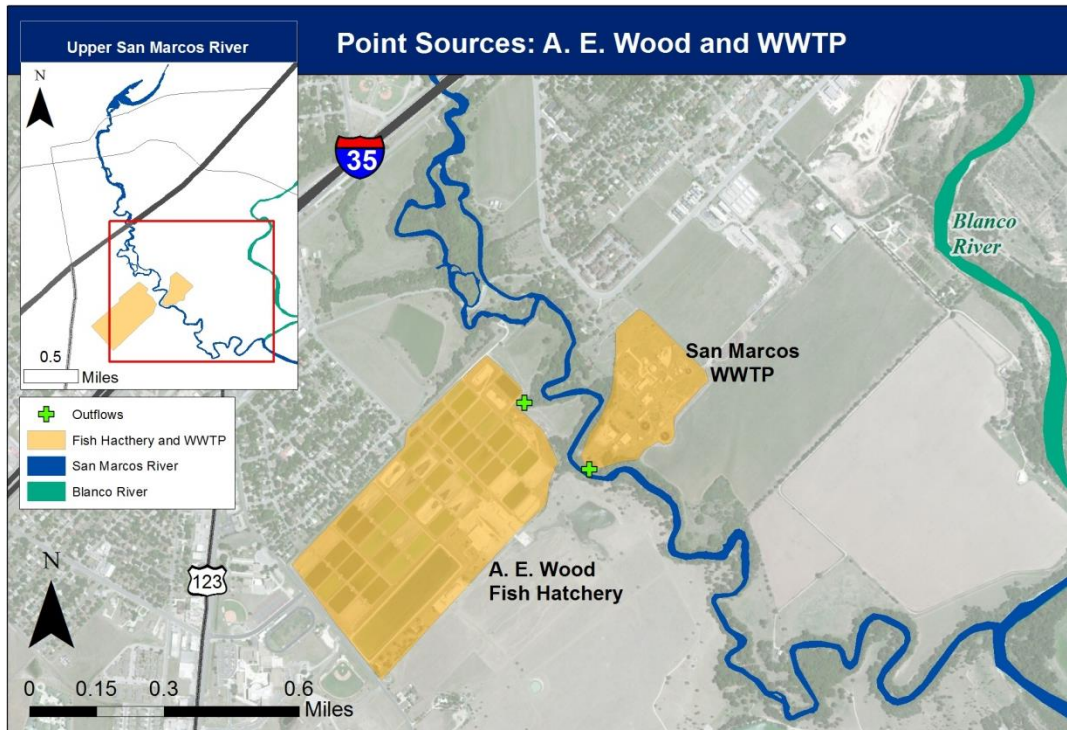 Point Sources: A. E. Wood and WWTP
Upper San Marcos River
N
0.5
Miles
Outflows
Fish Hacthery and WWTP
San Marcos River
Blanco River
35
Blanco
River
San Marcos
WWTP
A. E. Wood
Fish Hatchery
123
N
0 0.15 0.3 0.6
Miles